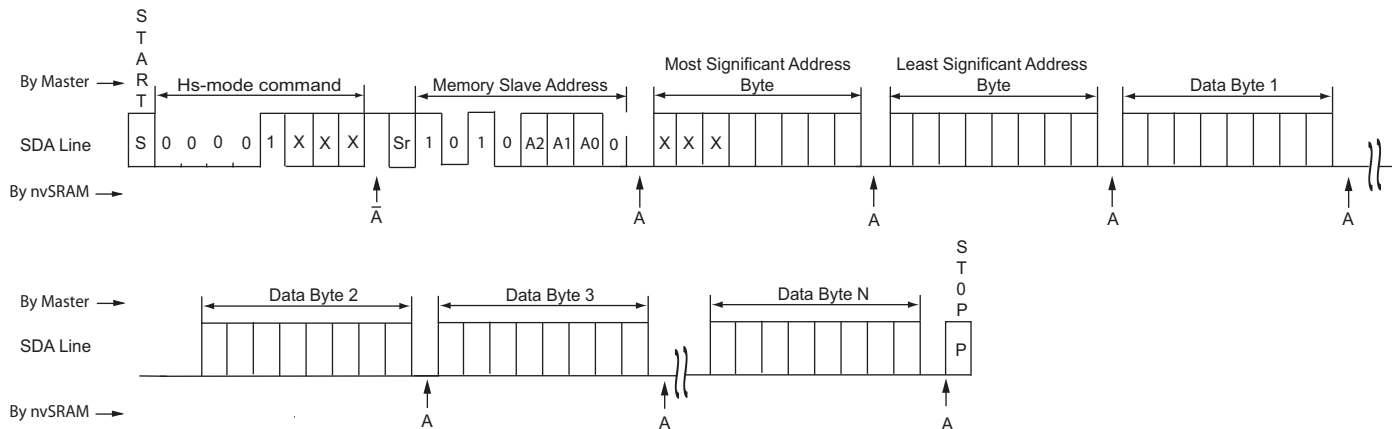 START
By Master
Hs-mode command
Memory Slave Address
Most Significant Address
Byte
Least Significant Address
Byte
Data Byte 1
SDA Line
S 0 0 0 0 1 X X X Sr 1 0 1 0 A2 A1 A0 0 X X X
By nvSRAM
A̅ A A A A
ST0P
By Master
Data Byte 2
Data Byte 3
Data Byte N
SDA Line
P
By nvSRAM
A A A